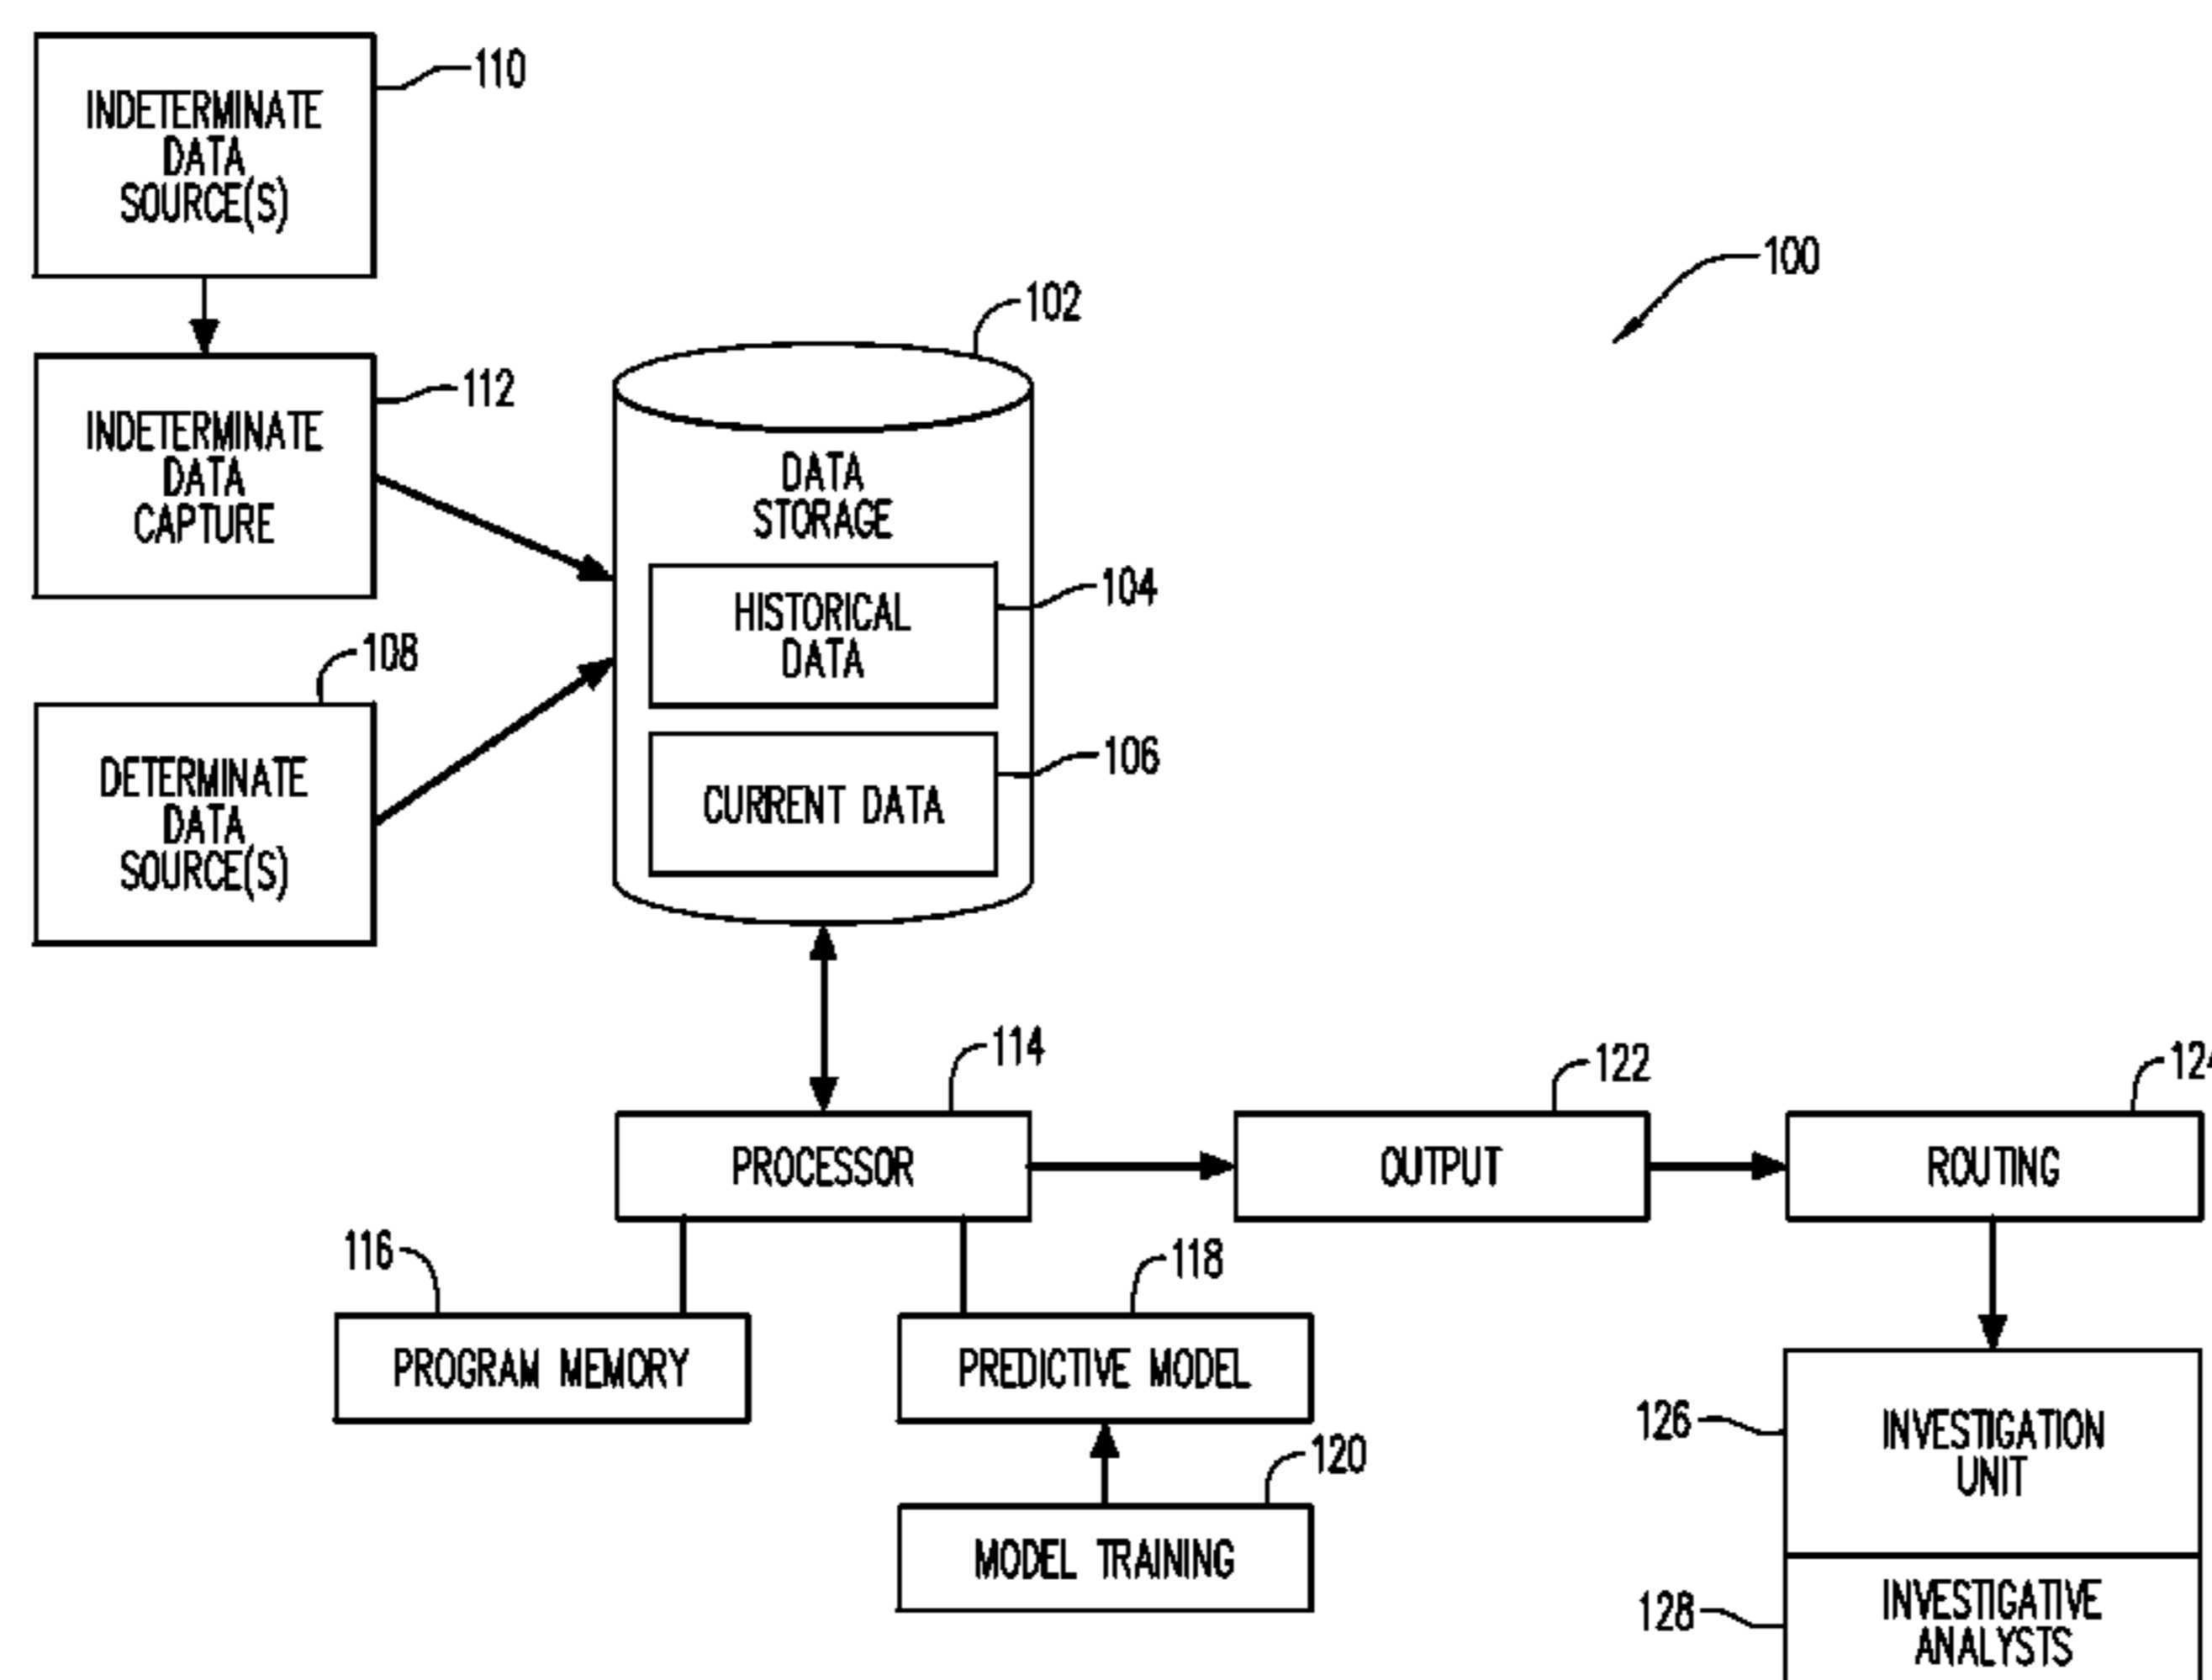 INDETERMINATE
DATA
SOURCE(S)
110
100
102
INDETERMINATE
DATA
CAPTURE
112
DATA
STORAGE
HISTORICAL
DATA
104
108
DETERMINATE
DATA
SOURCE(S)
CURRENT DATA
106
114
122
PROCESSOR
OUTPUT
ROUTING
116
118
PROGRAM MEMORY
PREDICTIVE MODEL
126
INVESTIGATION
UNIT
120
MODEL TRAINING
128
INVESTIGATIVE
ANALYSTS